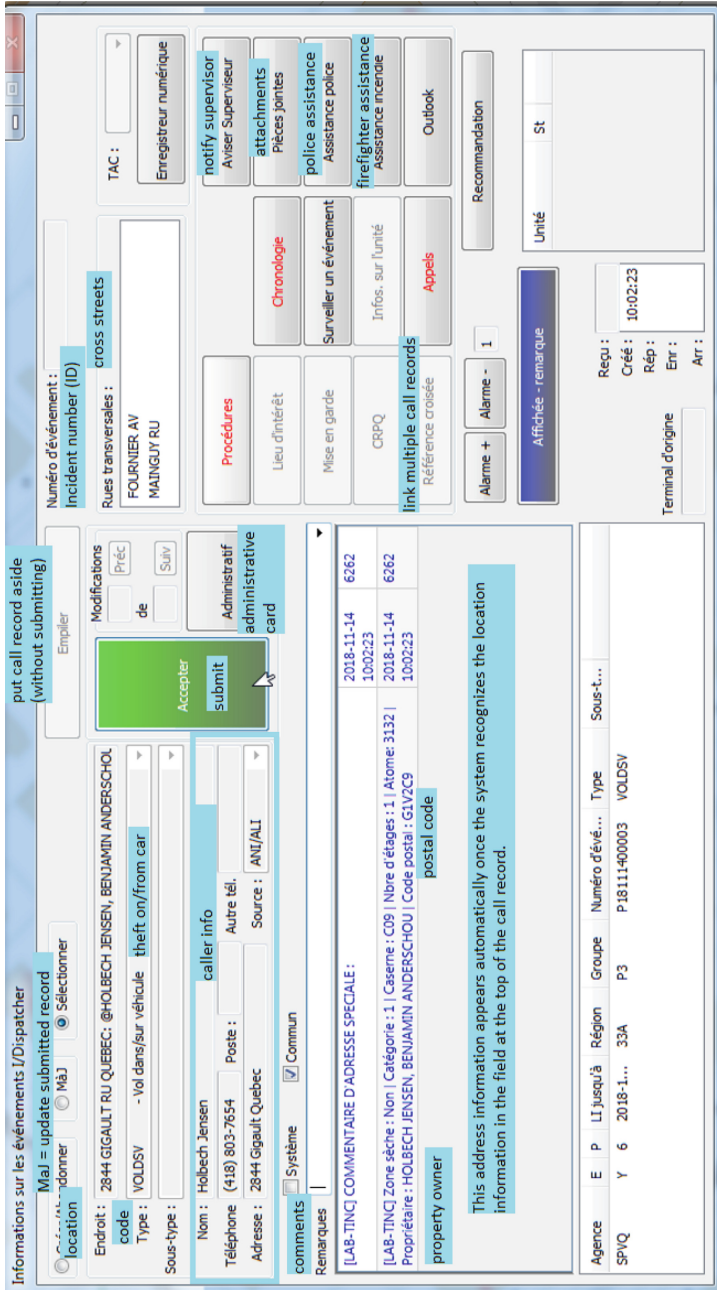 Informations sur les événements I/Dispatcher
MaJ = update submitted record
put call record aside
(without submitting)
location
MàJ
Sélectionner
Empiler
Numéro d'événement :
Incident number (ID)
Endroit :
2844 GIGAULT RU QUEBEC: @HOLBECH JENSEN, BENJAMIN ANDERSCHOL
code
Type :
VOLDSV - Vol dans/sur véhicule
theft on/from car
Sous-type :
Accepter
submit
Modifications
Préc
de
Suiv
Administratif
administrative
card
cross streets
Rues transversales :
FOURNIER AV
MAINGUY RU
TAC :
Enregistreur numérique
caller info
Nom :
Holbech Jensen
Téléphone
(418) 803-7654
Poste :
Autre tél.
Adresse :
2844 Gigault Quebec
Source :
ANI/ALI
Procédures
Chronologie
notify supervisor
Aviser Superviseur
Lieu d'intérêt
Surveiller un événement
attachments
Pièces jointes
Mise en garde
Infos. sur l'unité
police assistance
Assistance police
CRPQ
Appels
firefighter assistance
Assistance incendie
link multiple call records
Référence croisée
Outlook
comments
Système
Commun
Remarques
Alarme +
Alarme -
1
Recommandation
[LAB-TINC] COMMENTAIRE D'ADRESSE SPECIALE :
2018-11-14
10:02:23
6262
[LAB-TINC] Zone sèche : Non | Catégorie : 1 | Caserne : C09 | Nbre d'étages : 1 | Atome: 3132 |
Propriétaire : HOLBECH JENSEN, BENJAMIN ANDERSCHOU | Code postal : G1V2C9
2018-11-14
10:02:23
6262
property owner
postal code
This address information appears automatically once the system recognizes the location
information in the field at the top of the call record.
Affichée - remarque
Unité
St
Terminal d'origine
Reçu :
Créé :
10:02:23
Rép :
Enr :
Arr :
Agence E P LI jusqu'à Région Groupe Numéro d'évé... Type Sous-t...
SPVQ Y 6 2018-1... 33A P3 P18111400003 VOLDSV